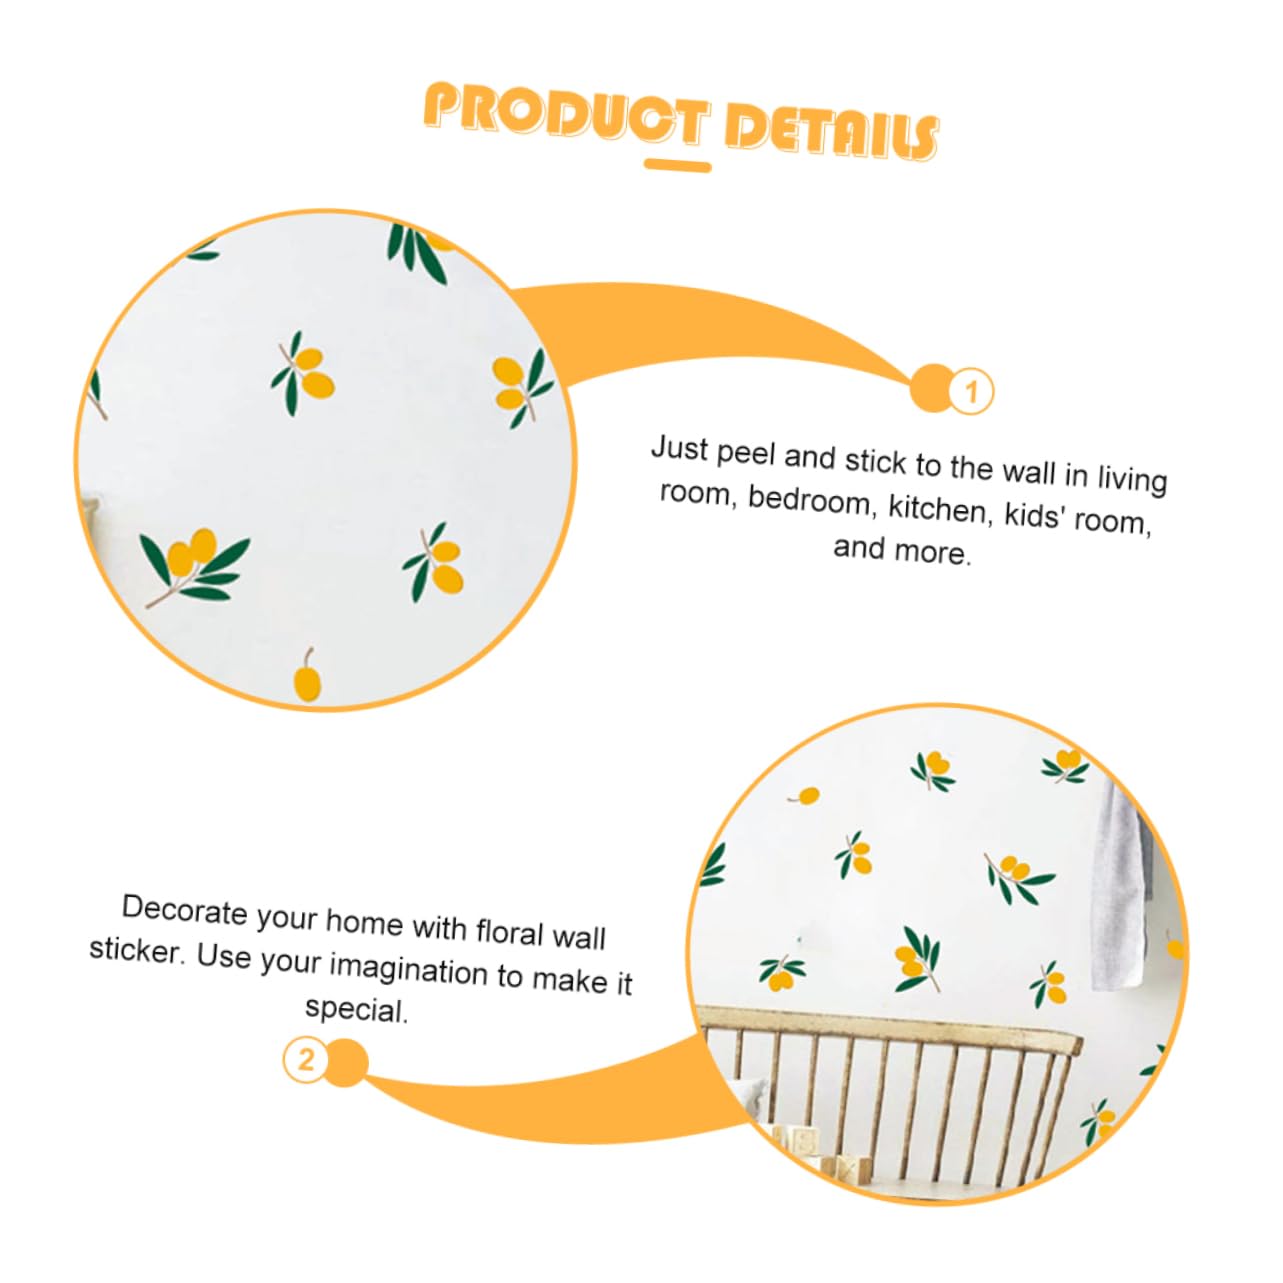 PRODUCT DETAILS
1
Just peel and stick to the wall in living
room, bedroom, kitchen, kids' room,
and more.
Decorate your home with floral wall
sticker. Use your imagination to make it
special.
2